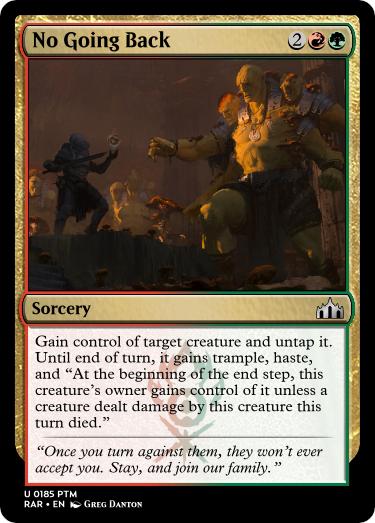 No Going Back
2
Sorcery
Gain control of target creature and untap it.
Until end of turn, it gains trample, haste,
and “At the beginning of the end step, this
creature’s owner gains control of it unless a
creature dealt damage by this creature this
turn died.”
“Once you turn against them, they won’t ever
accept you. Stay, and join our family.”
U 0185 PTM
RAR • EN Greg Danton